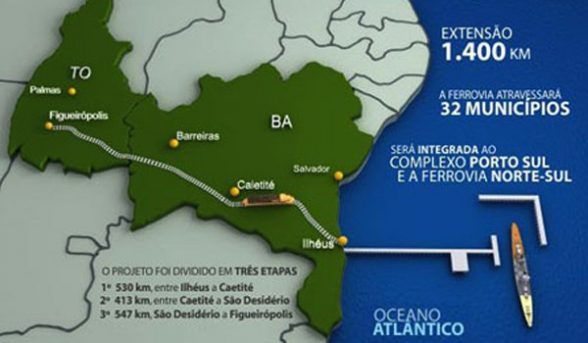 EXTENSÃO
1.400 KM
A FERROVIA ATRAVESSARÁ
32 MUNICÍPIOS
SERÁ INTEGRADA AO
COMPLEXO PORTO SUL
E A FERROVIA NORTE-SUL
TO
Palmas
Figueirópolis
BA
Barreiras
Salvador
Caietité
Ilhéus
O PROJETO FOI DIVIDIDO EM TRÊS ETAPAS
1º 530 km, entre Ilhéus a Caetité
2º 413 km, entre Caetité a São Desidério
3º 547 km, São Desidério a Figueirópolis
OCEANO
ATLÂNTICO